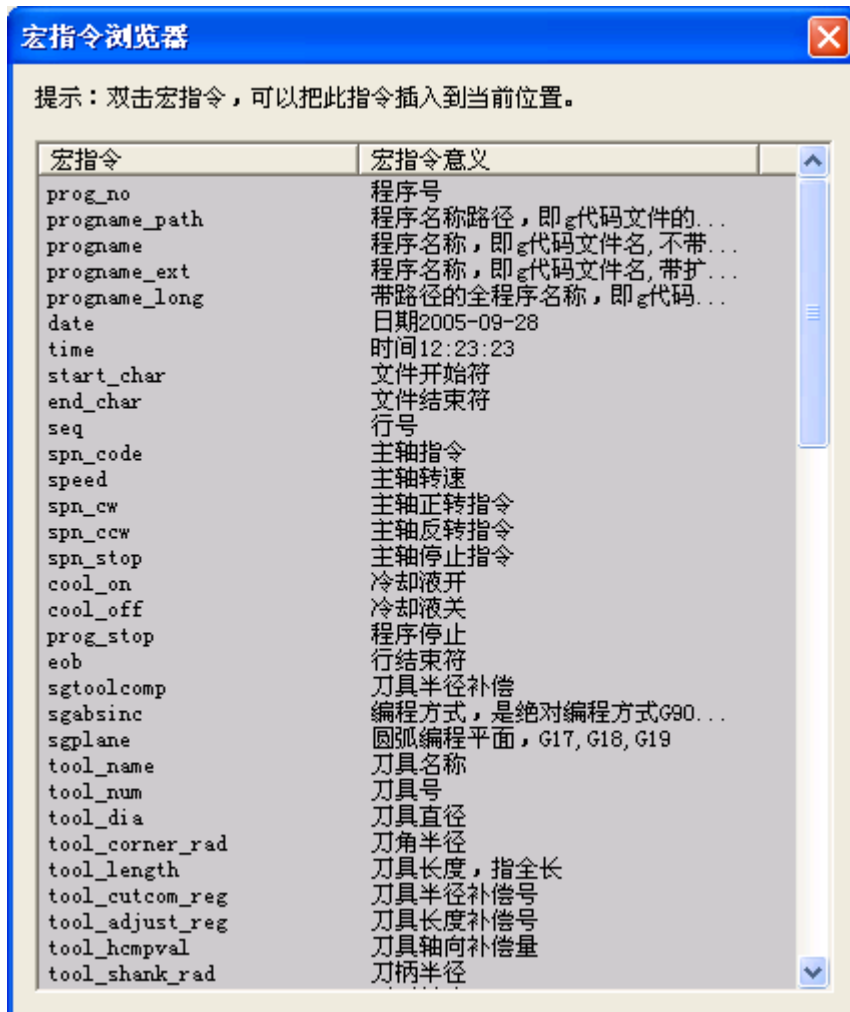 宏指令浏览器
提示：双击宏指令，可以把此指令插入到当前位置。
宏指令 宏指令意义
prog_no 程序号
progname_path 程序名称路径，即g代码文件的...
progname 程序名称，即g代码文件名,不带...
progname_ext 程序名称，即g代码文件名,带扩...
progname_long 带路径的全程序名称，即g代码...
date 日期2005-09-28
time 时间12:23:23
start_char 文件开始符
end_char 文件结束符
seq 行号
spn_code 主轴指令
speed 主轴转速
spn_cw 主轴正转指令
spn_ccw 主轴反转指令
spn_stop 主轴停止指令
cool_on 冷却液开
cool_off 冷却液关
prog_stop 程序停止
eob 行结束符
sgtoolcomp 刀具半径补偿
sgabsinc 编程方式，是绝对编程方式G90...
sgplane 圆弧编程平面，G17,G18,G19
tool_name 刀具名称
tool_num 刀具号
tool_dia 刀具直径
tool_corner_rad 刀角半径
tool_length 刀具长度，指全长
tool_cutcom_reg 刀具半径补偿号
tool_adjust_reg 刀具长度补偿号
tool_hcmpval 刀具轴向补偿量
tool_shank_rad 刀柄半径